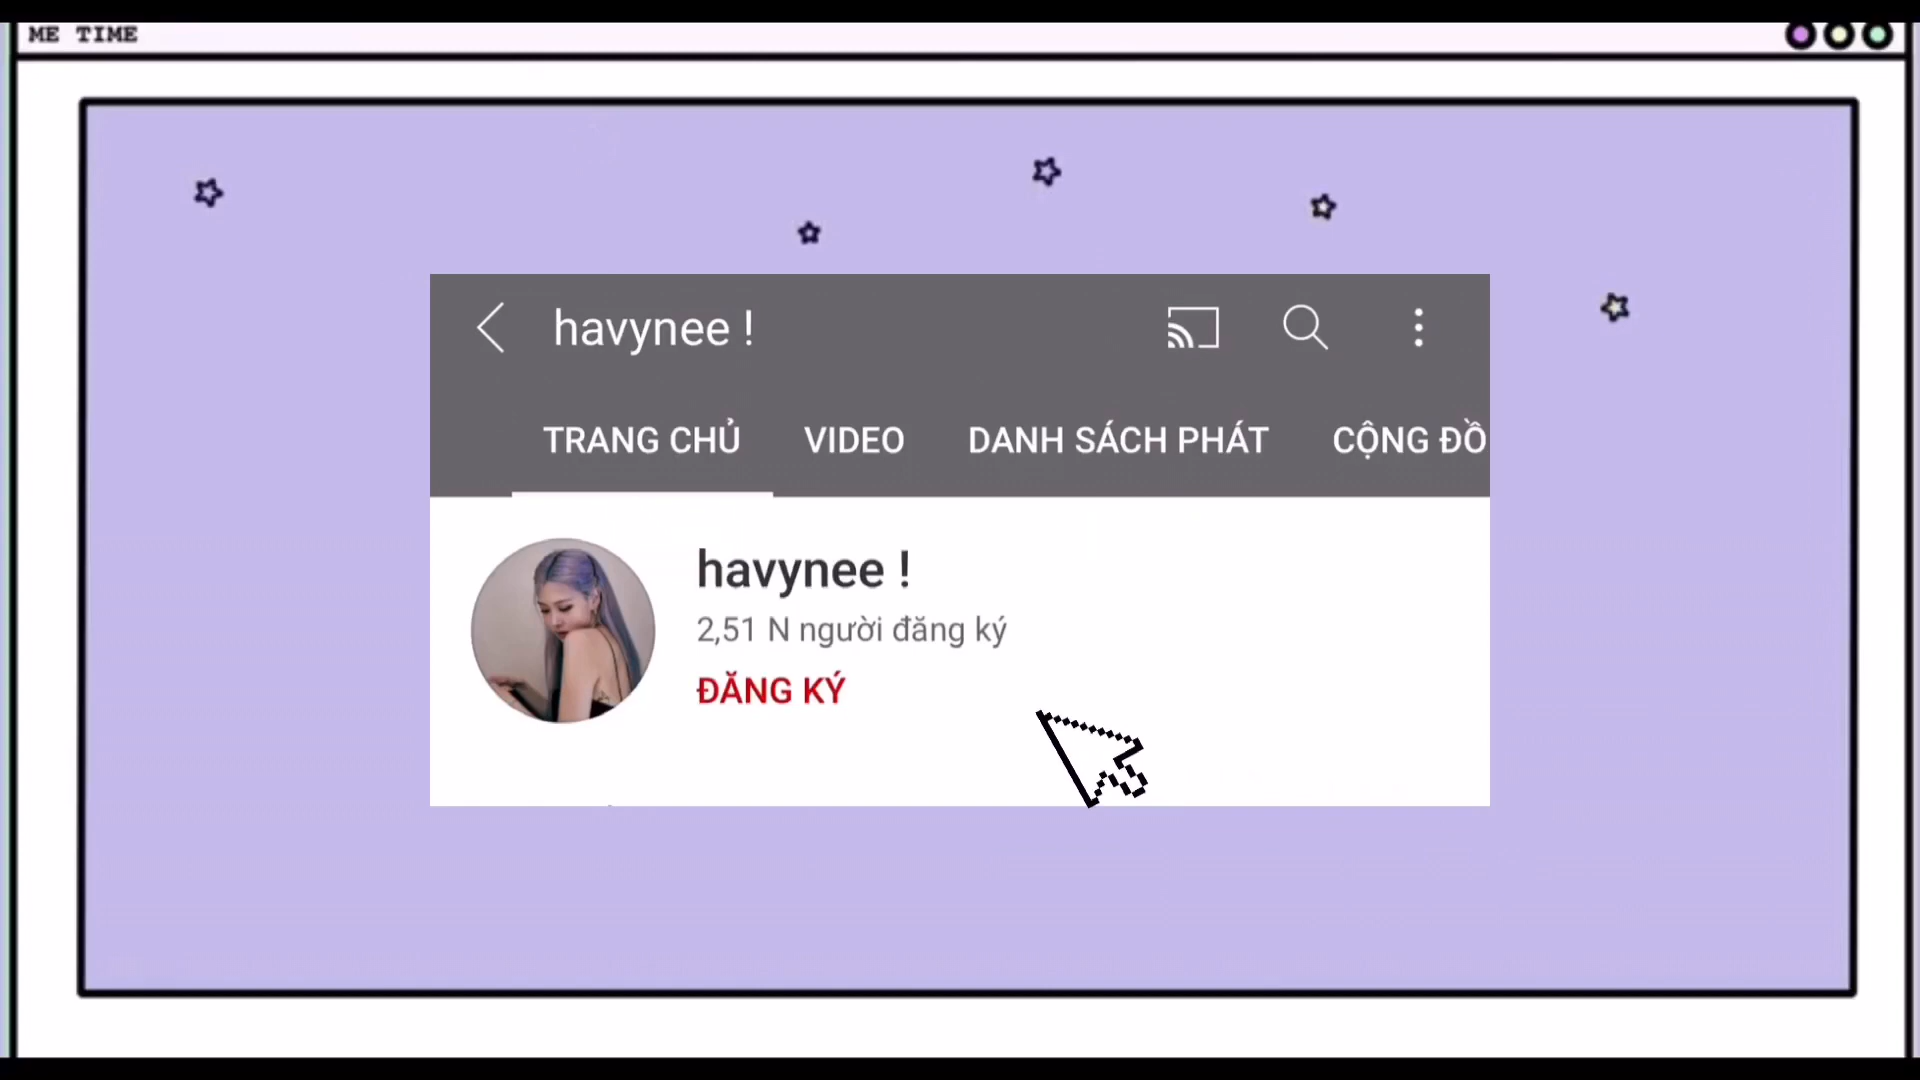 ME TIME
havynee !
TRANG CHỦ VIDEO DANH SÁCH PHÁT CỘNG ĐỒ
havynee !
2,51 N người đăng ký
ĐĂNG KÝ